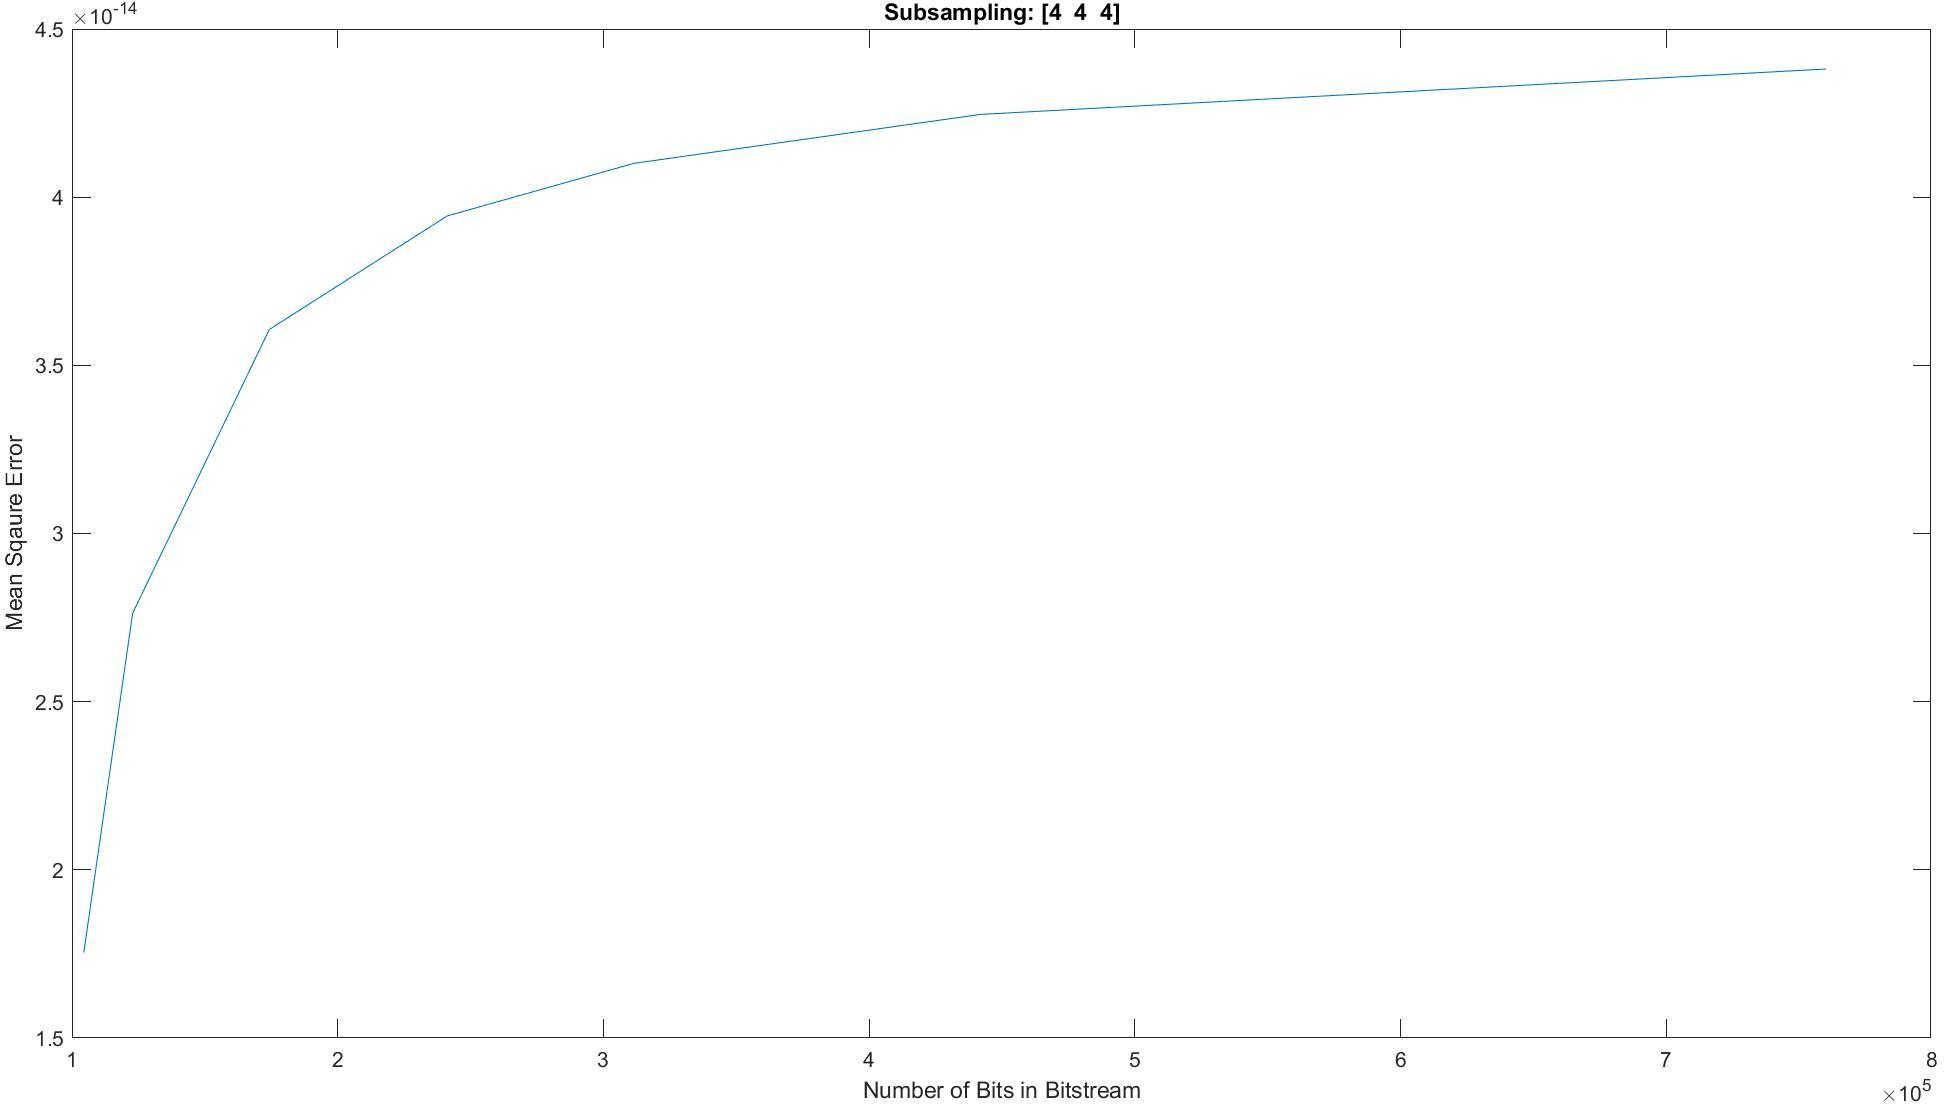 Subsampling: [4 4 4]
×10^-14
4.5
4
3.5
3
2.5
2
1.5
Mean Sqaure Error
1 2 3 4 5 6 7 8
Number of Bits in Bitstream
×10^5